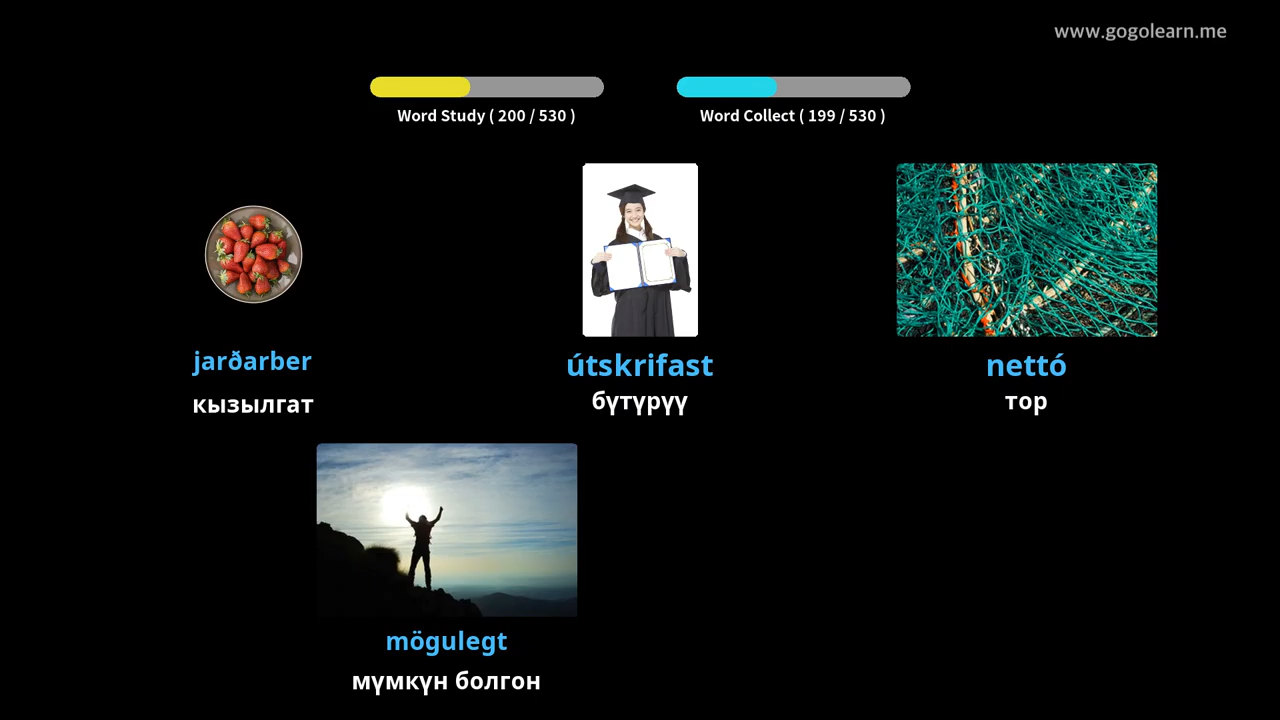 www.gogolearn.me
Word Study ( 200 / 530 )
Word Collect ( 199 / 530 )
jarðarber
кызылгат
útskrifast
бүтүрүү
nettó
тор
mögulegt
мүмкүн болгон